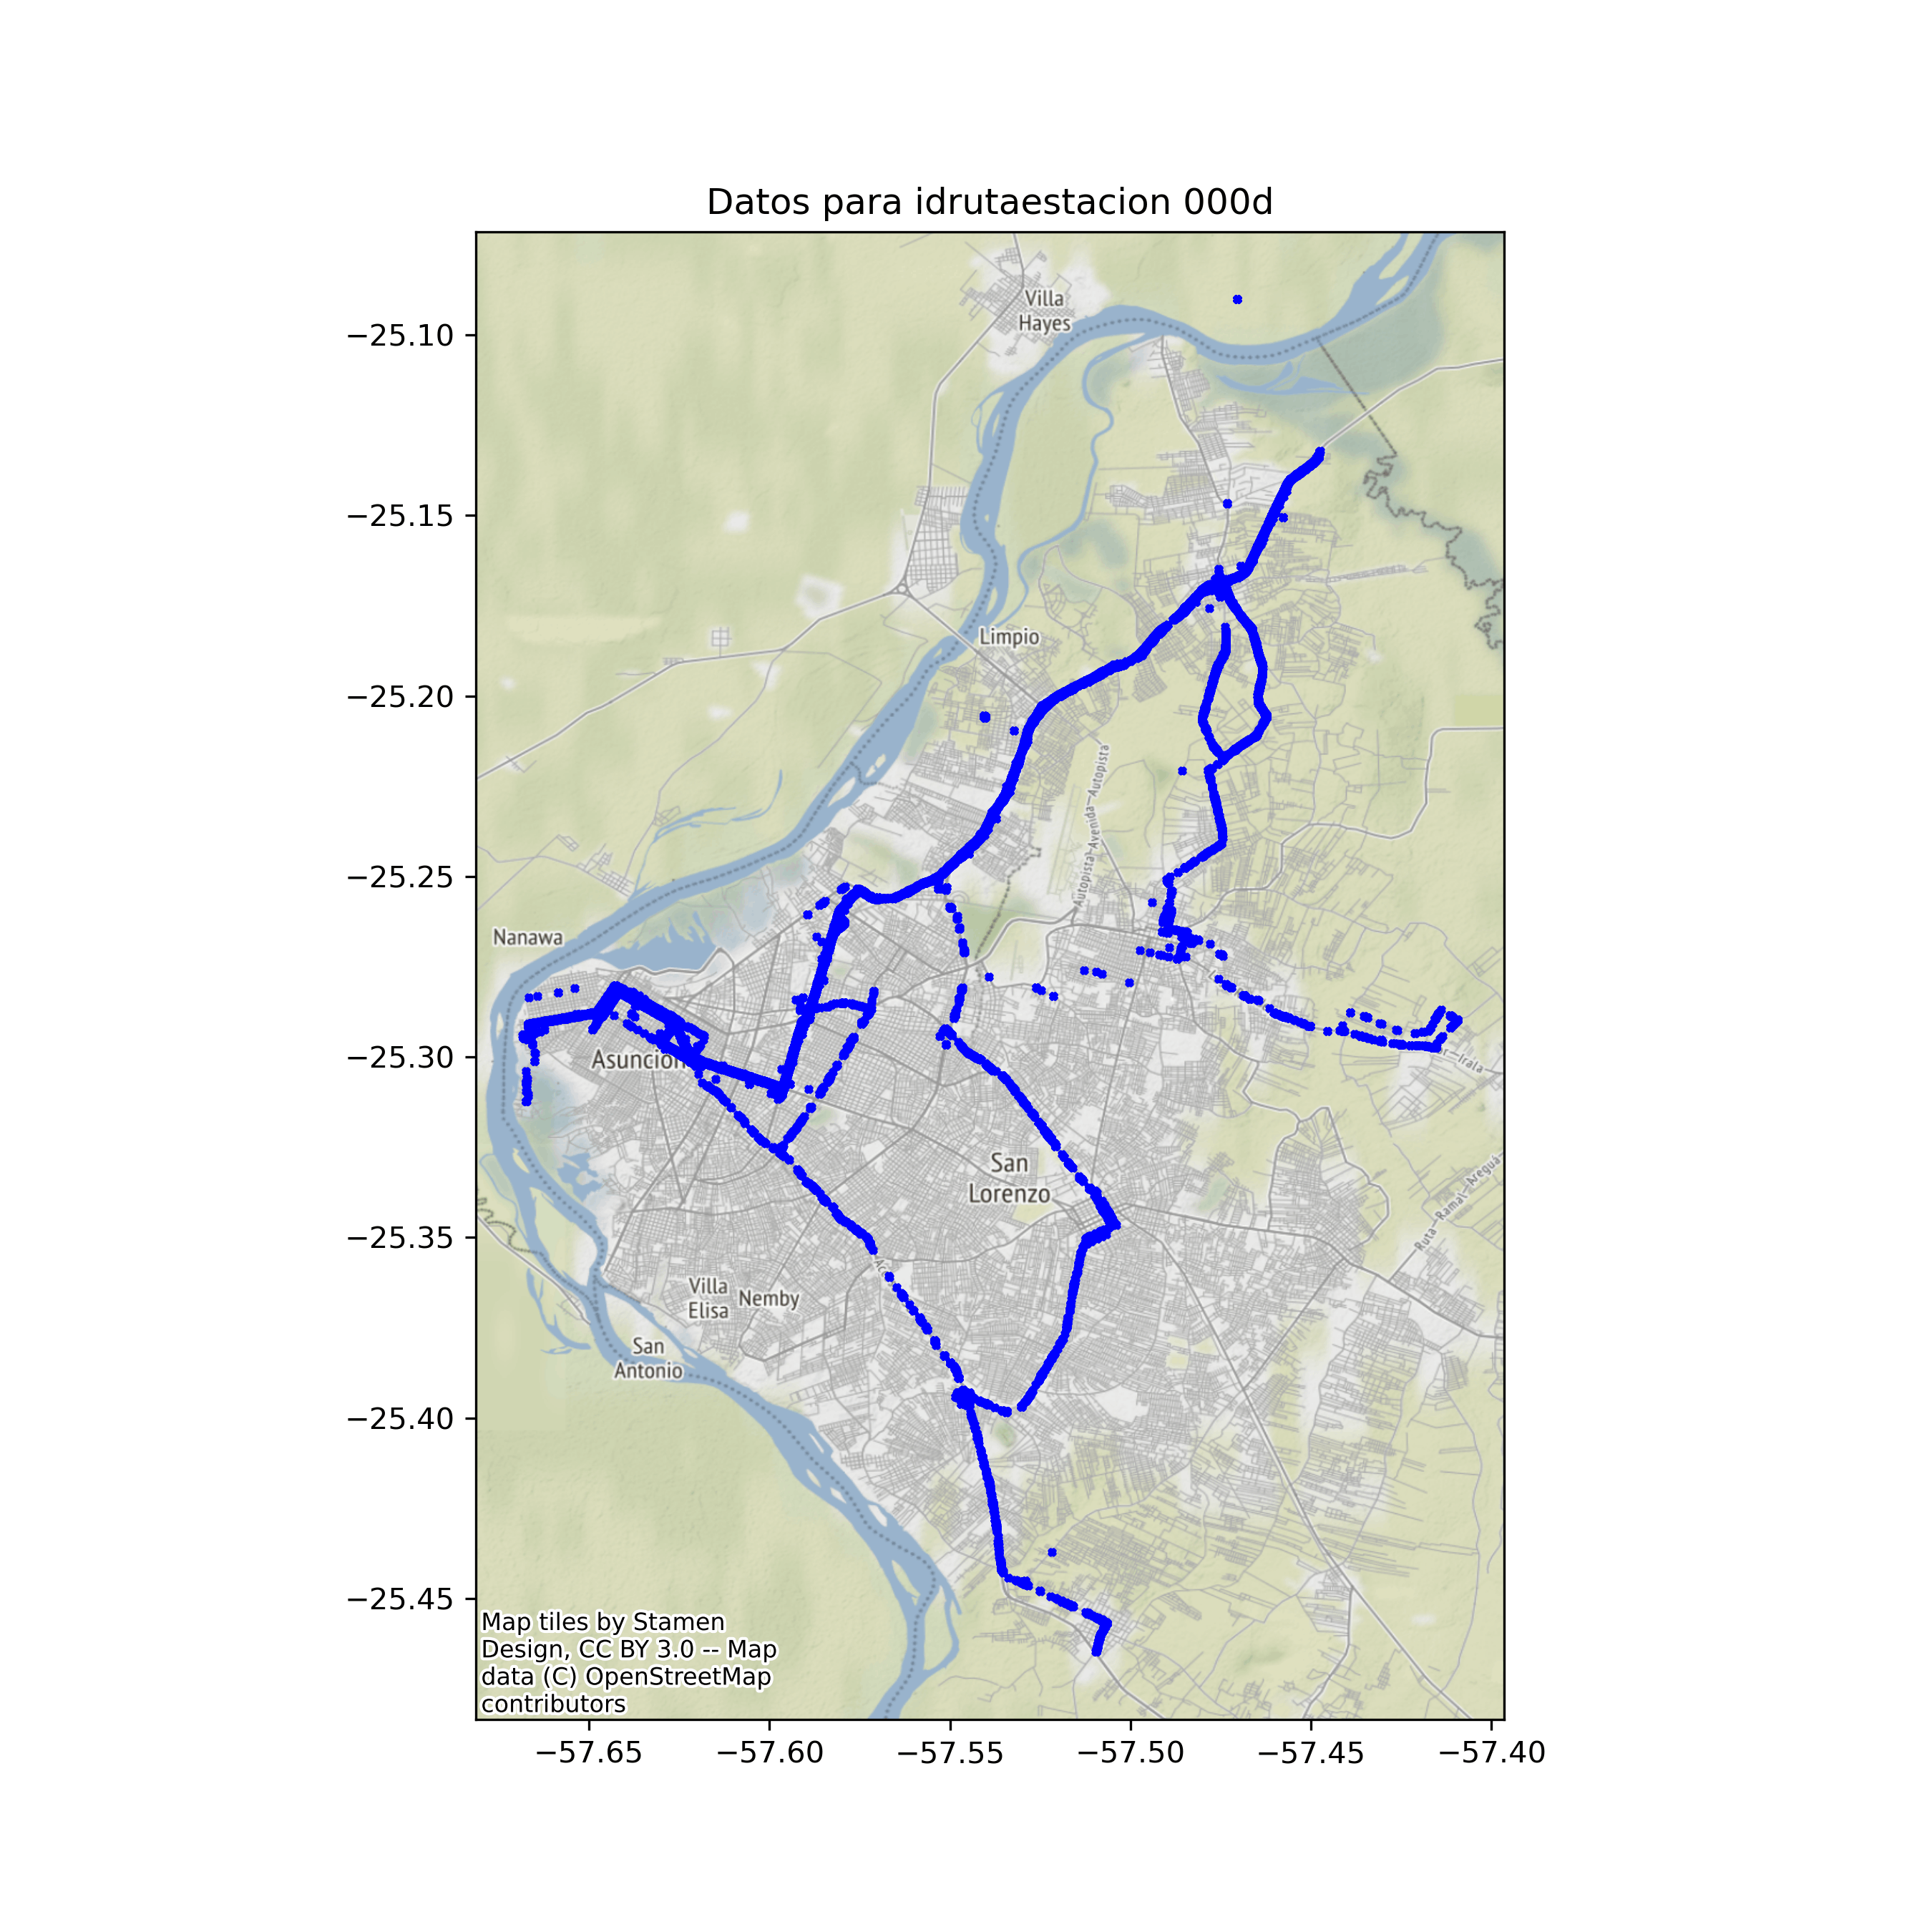 Datos para idrutaestacion 000d
Villa
Hayes
−25.10
−25.15
Limpio
−25.20
Autopista-Avenida-Autopista
−25.25
Nanawa
−25.30
Asuncion
r-Irala
San
Lorenzo
−25.35
Ruta-Ramal-Areguá
Ac
Villa
Elisa
Nemby
San
Antonio
−25.40
−25.45
Map tiles by Stamen
Design, CC BY 3.0 -- Map
data (C) OpenStreetMap
contributors
−57.65
−57.60
−57.55
−57.50
−57.45
−57.40